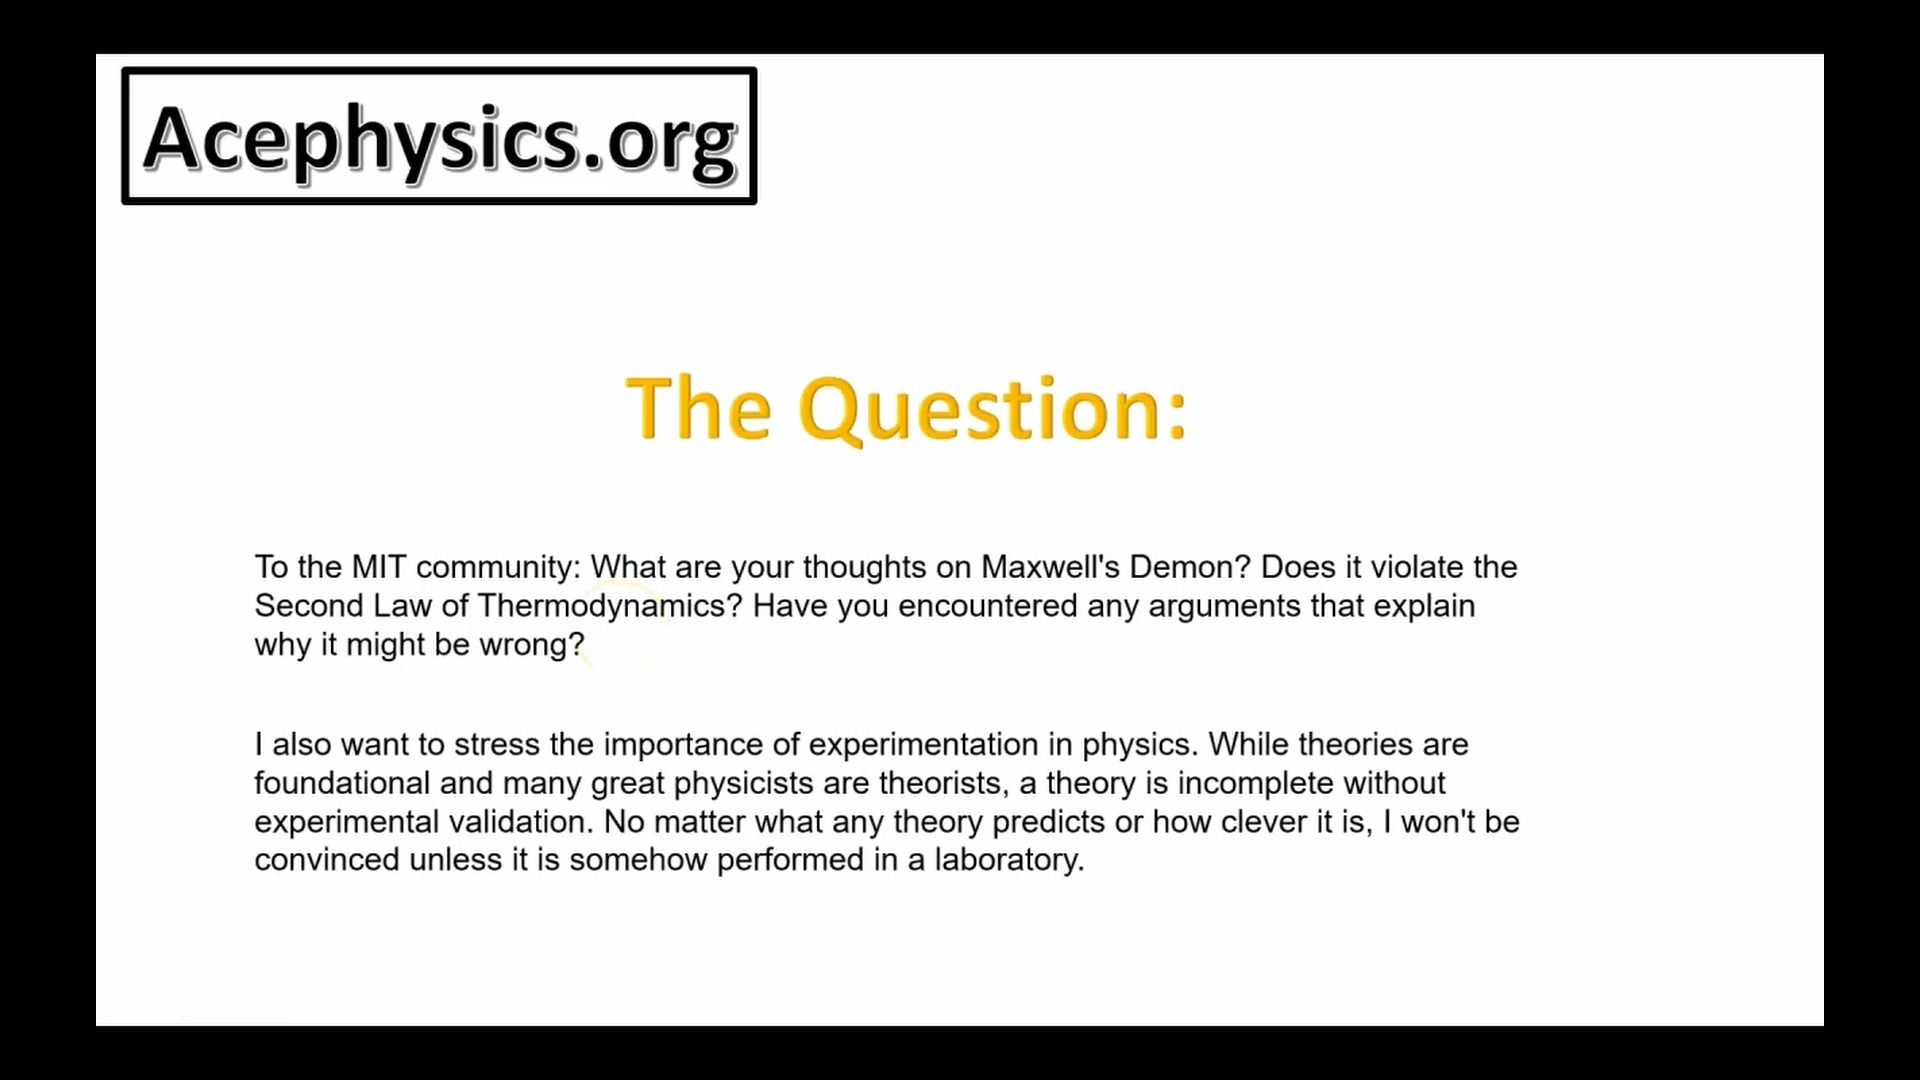 Acephysics.org
The Question:
To the MIT community: What are your thoughts on Maxwell's Demon? Does it violate the
Second Law of Thermodynamics? Have you encountered any arguments that explain
why it might be wrong?
I also want to stress the importance of experimentation in physics. While theories are
foundational and many great physicists are theorists, a theory is incomplete without
experimental validation. No matter what any theory predicts or how clever it is, I won't be
convinced unless it is somehow performed in a laboratory.